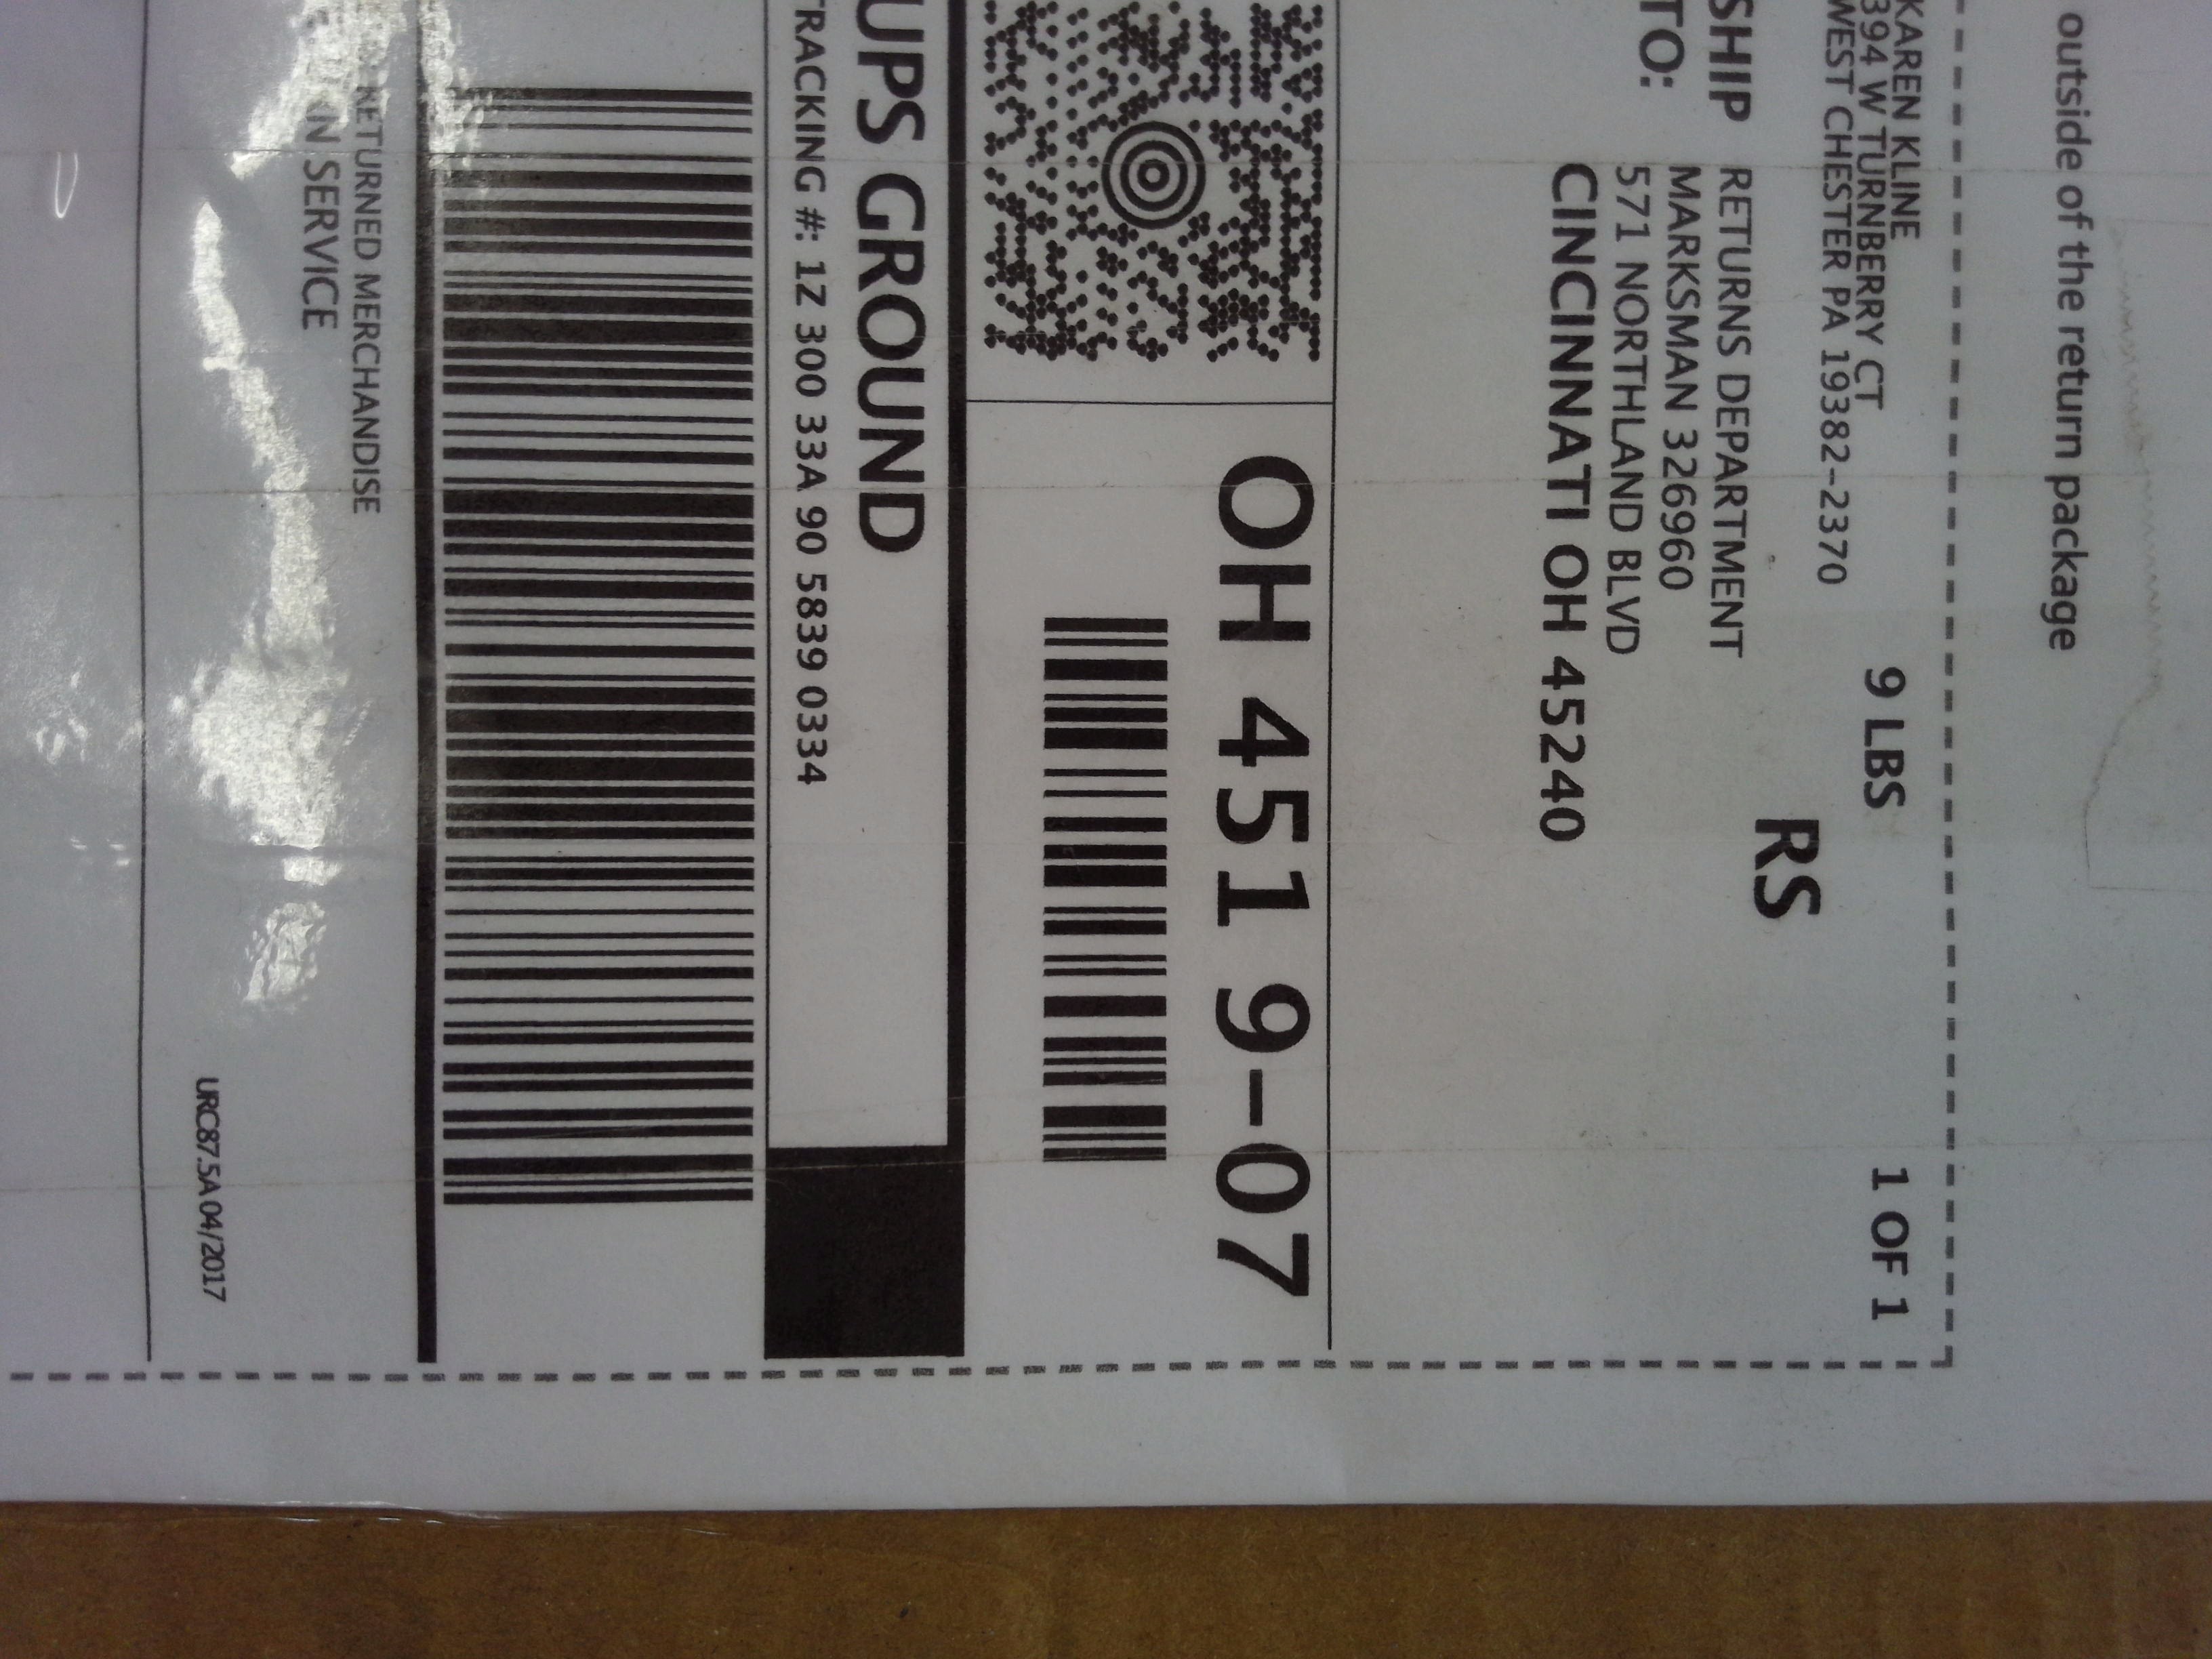 outside of the return package
KAREN KLINE
394 W TURNBERRY CT
WEST CHESTER PA 19382-2370
9 LBS
1 OF 1
RS
SHIP
TO:
RETURNS DEPARTMENT
MARKSMAN 326960
571 NORTHLAND BLVD
CINCINNATI OH 45240
OH 451 9-07
UPS GROUND
TRACKING #: 1Z 300 33A 90 5839 0334
RETURNED MERCHANDISE
SERVICE
URC87.5A 04/2017